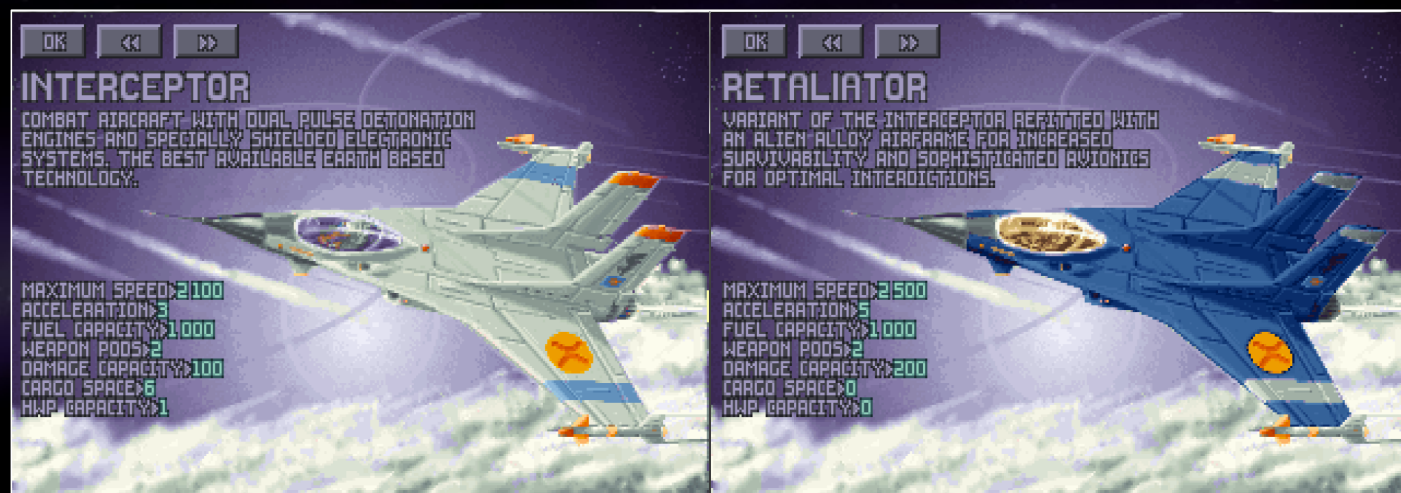 OK
INTERCEPTOR
COMBAT AIRCRAFT WITH DUAL PULSE DETONATION
ENGINES AND SPECIALLY SHIELDED ELECTRONIC
SYSTEMS. THE BEST AVAILABLE EARTH BASED
TECHNOLOGY.
MAXIMUM SPEED>2100
ACCELERATION>3
FUEL CAPACITY>1000
WEAPON PODS>2
DAMAGE CAPACITY>100
CARGO SPACE>6
HWP CAPACITY>1
OK
RETALIATOR
VARIANT OF THE INTERCEPTOR REFITTED WITH
AN ALIEN ALLOY AIRFRAME FOR INCREASED
SURVIVABILITY AND SOPHISTICATED AVIONICS
FOR OPTIMAL INTERDICTIONS.
MAXIMUM SPEED>2500
ACCELERATION>5
FUEL CAPACITY>1000
WEAPON PODS>2
DAMAGE CAPACITY>200
CARGO SPACE>0
HWP CAPACITY>0